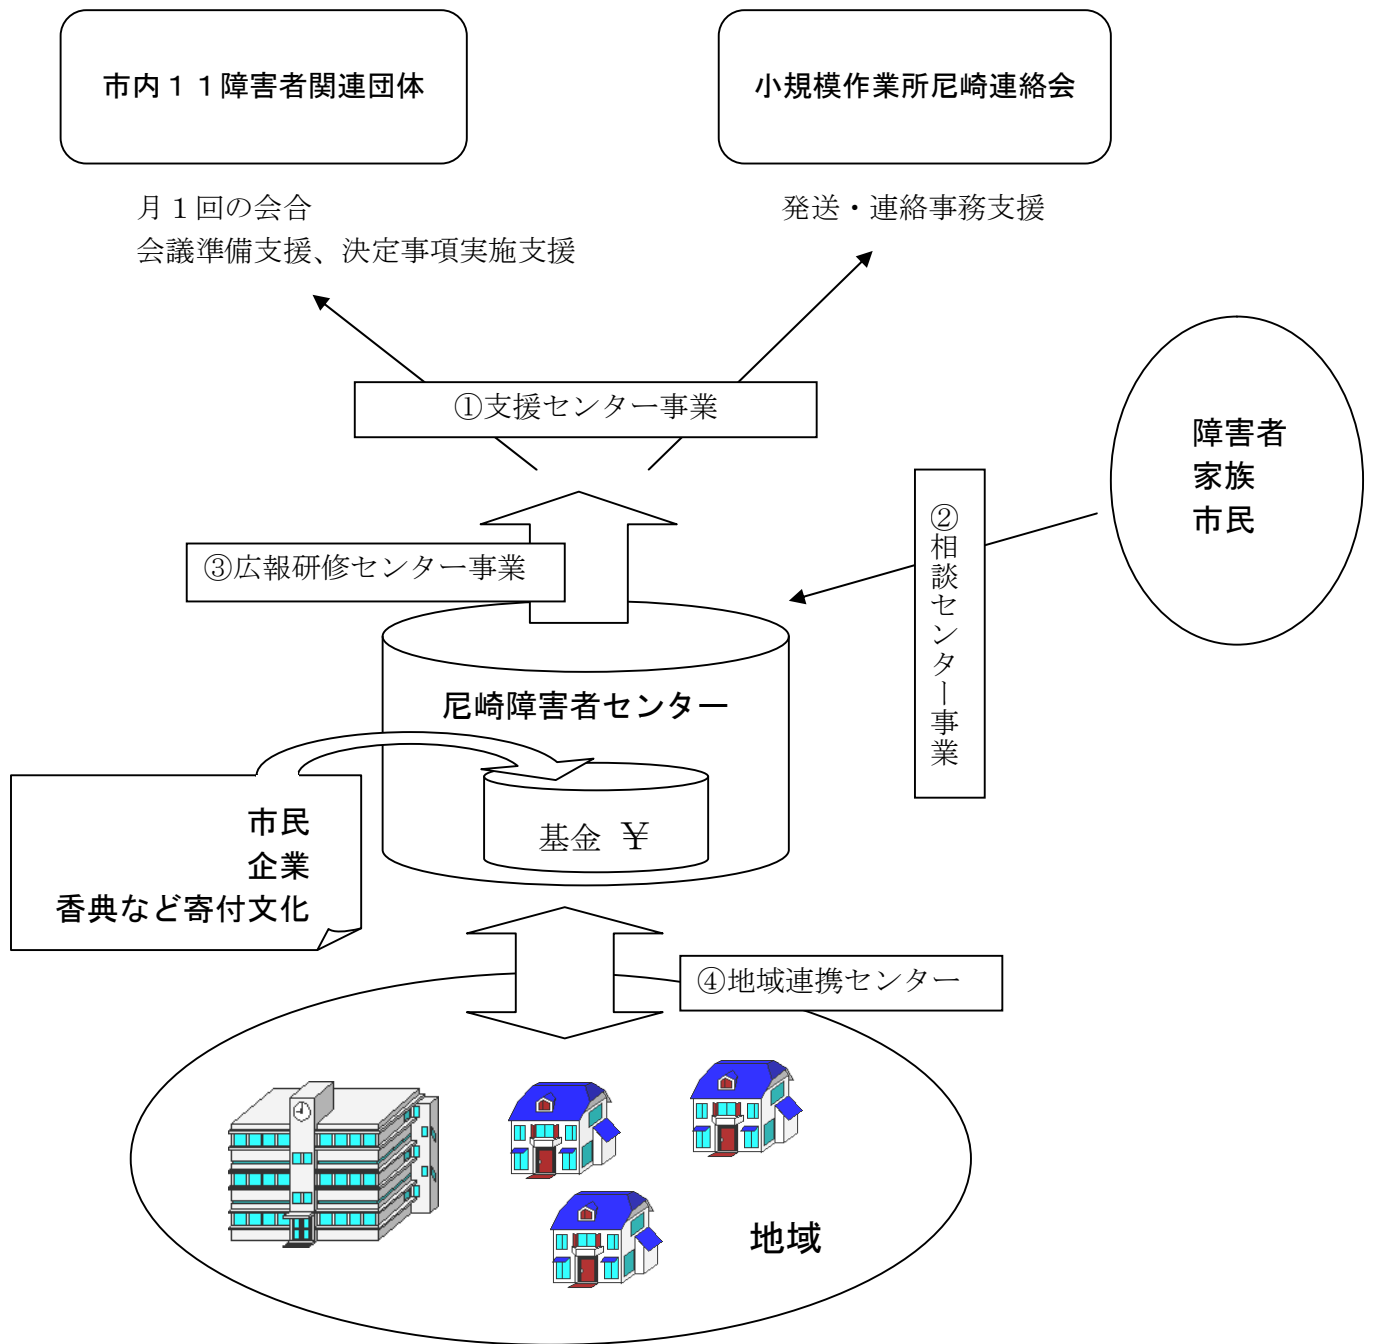 市内１１障害者関連団体
小規模作業所尼崎連絡会
月１回の会合
会議準備支援、決定事項実施支援
発送・連絡事務支援
①支援センター事業
障害者
家族
市民
②相談センター事業
③広報研修センター事業
尼崎障害者センター
基金 ￥
市民
企業
香典など寄付文化
④地域連携センター
地域